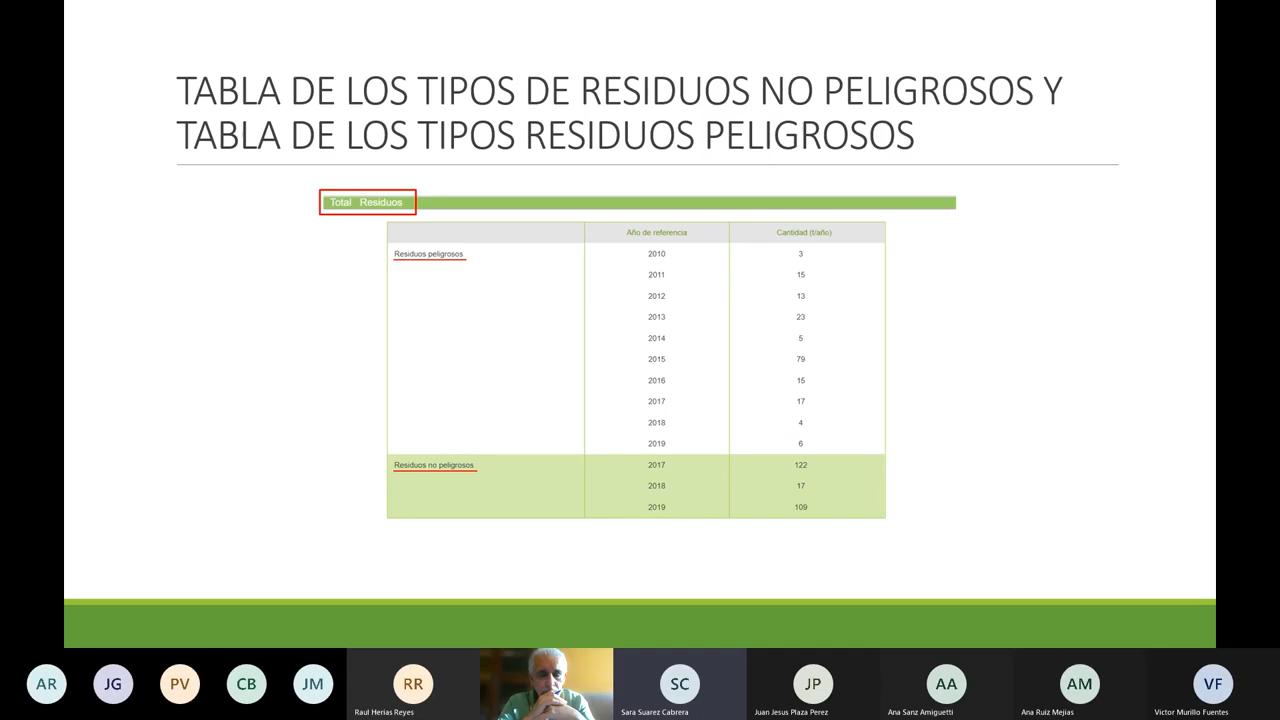 TABLA DE LOS TIPOS DE RESIDUOS NO PELIGROSOS Y
TABLA DE LOS TIPOS RESIDUOS PELIGROSOS
Total Residuos
Año de referencia Cantidad (t/año)
Residuos peligrosos 2010 3
2011 15
2012 13
2013 23
2014 5
2015 79
2016 15
2017 17
2018 4
2019 6
Residuos no peligrosos 2017 122
2018 17
2019 109
AR JG PV CB JM RR SC JP AA AM VF
Raul Herias Reyes Sara Suarez Cabrera Juan Jesus Plaza Perez Ana Sanz Amiguetti Ana Ruiz Mejias Victor Murillo Fuentes